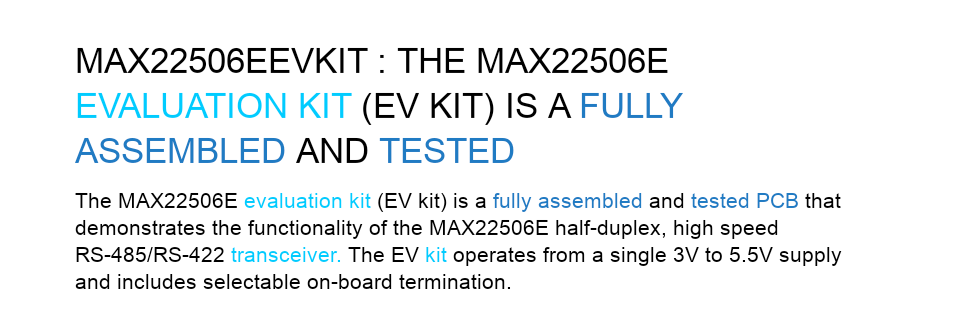 MAX22506EEVKIT : THE MAX22506E
EVALUATION KIT (EV KIT) IS A FULLY
ASSEMBLED AND TESTED
The MAX22506E evaluation kit (EV kit) is a fully assembled and tested PCB that
demonstrates the functionality of the MAX22506E half-duplex, high speed
RS-485/RS-422 transceiver. The EV kit operates from a single 3V to 5.5V supply
and includes selectable on-board termination.